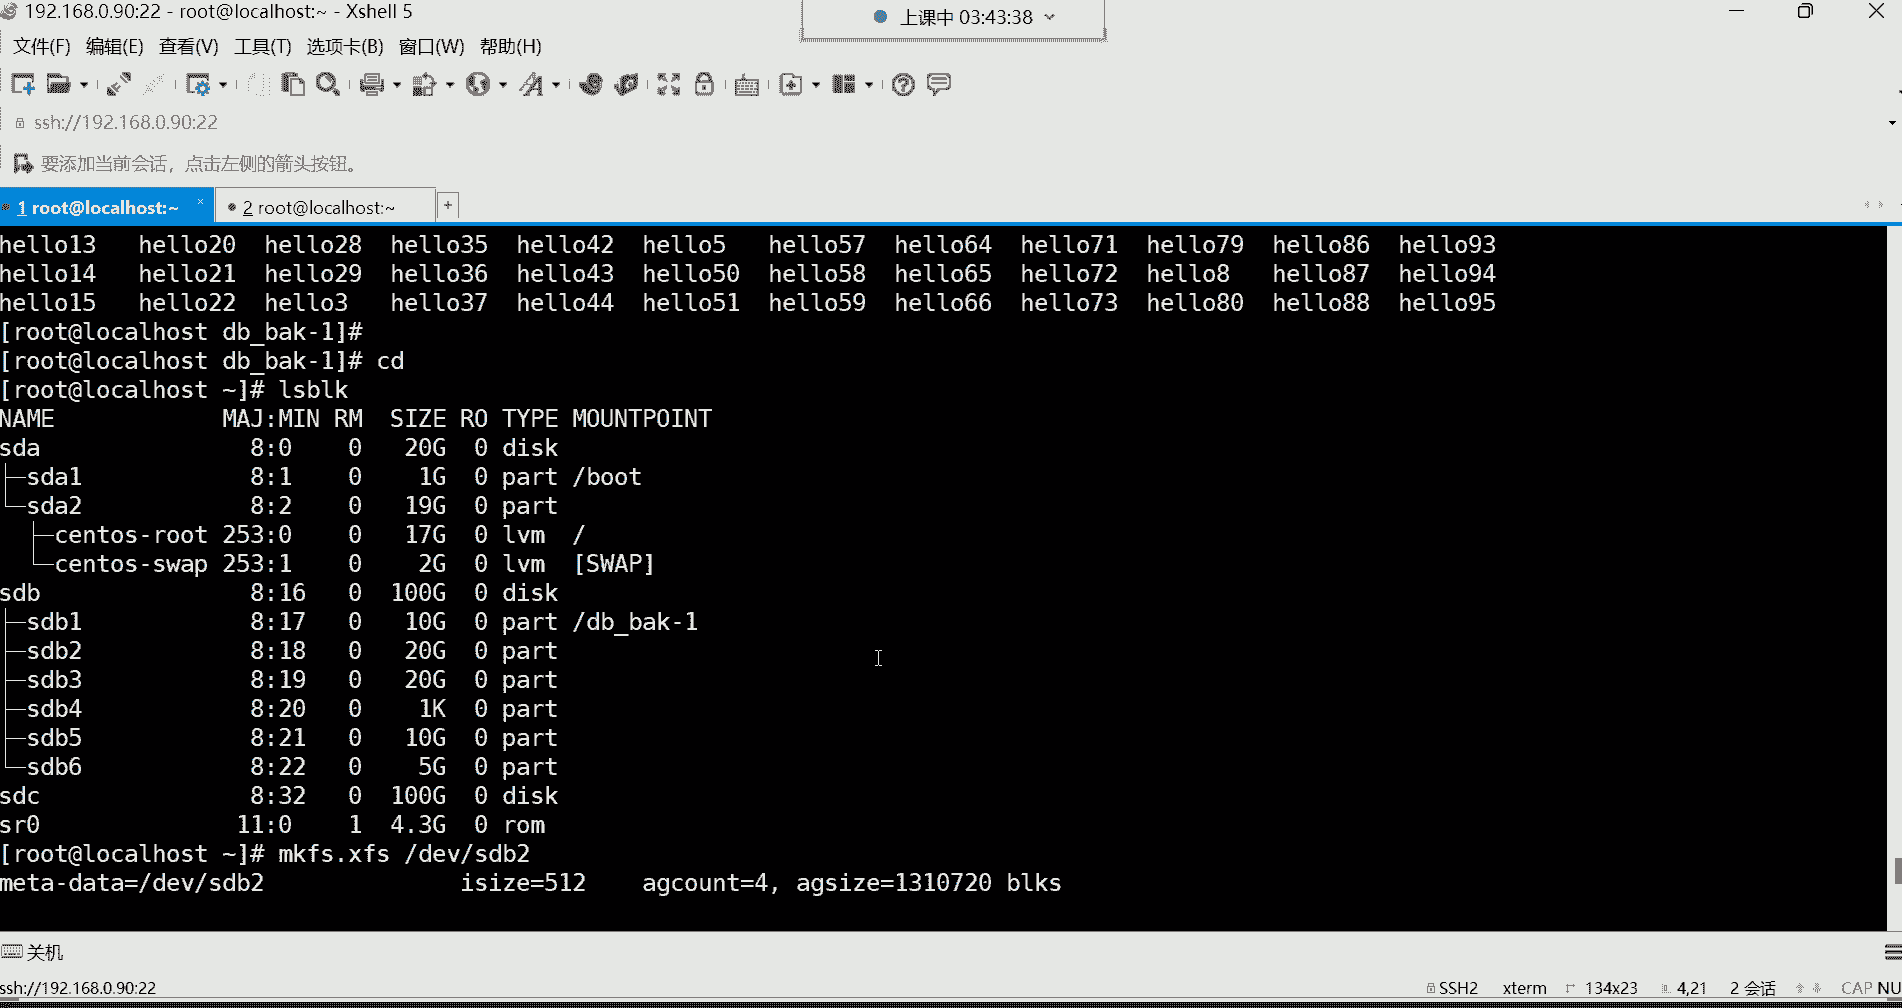 192.168.0.90:22 - root@localhost:~ - Xshell 5
上课中 03:43:38
文件(F) 编辑(E) 查看(V) 工具(T) 选项卡(B) 窗口(W) 帮助(H)
ssh://192.168.0.90:22
要添加当前会话，点击左侧的箭头按钮。
1 root@localhost:~ × 2 root@localhost:~ +
hello13 hello20 hello28 hello35 hello42 hello5 hello57 hello64 hello71 hello79 hello86 hello93
hello14 hello21 hello29 hello36 hello43 hello50 hello58 hello65 hello72 hello8 hello87 hello94
hello15 hello22 hello3 hello37 hello44 hello51 hello59 hello66 hello73 hello80 hello88 hello95
[root@localhost db_bak-1]#
[root@localhost db_bak-1]# cd
[root@localhost ~]# lsblk
NAME MAJ:MIN RM SIZE RO TYPE MOUNTPOINT
sda 8:0 0 20G 0 disk
├─sda1 8:1 0 1G 0 part /boot
└─sda2 8:2 0 19G 0 part
├─centos-root 253:0 0 17G 0 lvm /
└─centos-swap 253:1 0 2G 0 lvm [SWAP]
sdb 8:16 0 100G 0 disk
├─sdb1 8:17 0 10G 0 part /db_bak-1
├─sdb2 8:18 0 20G 0 part
├─sdb3 8:19 0 20G 0 part
├─sdb4 8:20 0 1K 0 part
├─sdb5 8:21 0 10G 0 part
└─sdb6 8:22 0 5G 0 part
sdc 8:32 0 100G 0 disk
sr0 11:0 1 4.3G 0 rom
[root@localhost ~]# mkfs.xfs /dev/sdb2
meta-data=/dev/sdb2 isize=512 agcount=4, agsize=1310720 blks
关机
ssh://192.168.0.90:22 SSH2 xterm 134x23 4,21 2 会话 CAP NU